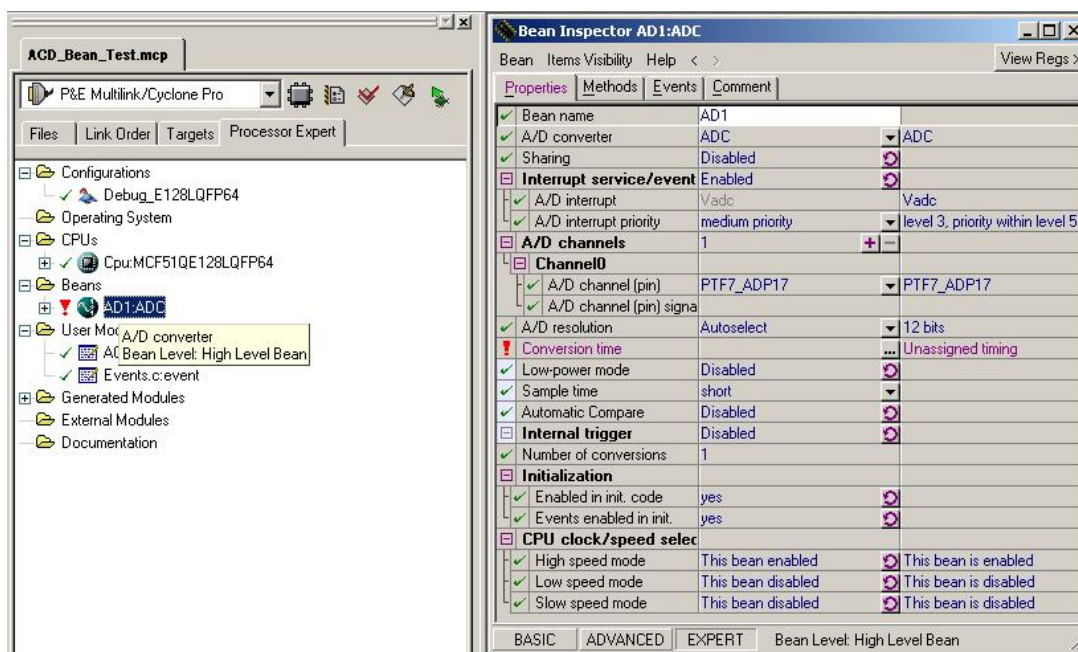 ACD_Bean_Test.mcp
P&E Multilink/Cyclone Pro
Files Link Order Targets Processor Expert
Configurations
Debug_E128LQFP64
Operating System
CPUs
Cpu:MCF51QE128LQFP64
Beans
AD1:ADC
User Mo
A/D converter
Bean Level: High Level Bean
Events.c:event
Generated Modules
External Modules
Documentation
Bean Inspector AD1:ADC
Bean Items Visibility Help < > View Regs >
Properties Methods Events Comment
Bean name AD1
A/D converter ADC ADC
Sharing Disabled
Interrupt service/event Enabled
A/D interrupt Vadc Vadc
A/D interrupt priority medium priority level 3, priority within level 5
A/D channels 1 + -
Channel0
A/D channel (pin) PTF7_ADP17 PTF7_ADP17
A/D channel (pin) signa
A/D resolution Autoselect 12 bits
Conversion time ... Unassigned timing
Low-power mode Disabled
Sample time short
Automatic Compare Disabled
Internal trigger Disabled
Number of conversions 1
Initialization
Enabled in init. code yes
Events enabled in init. yes
CPU clock/speed selec
High speed mode This bean enabled This bean is enabled
Low speed mode This bean disabled This bean is disabled
Slow speed mode This bean disabled This bean is disabled
BASIC ADVANCED EXPERT Bean Level: High Level Bean